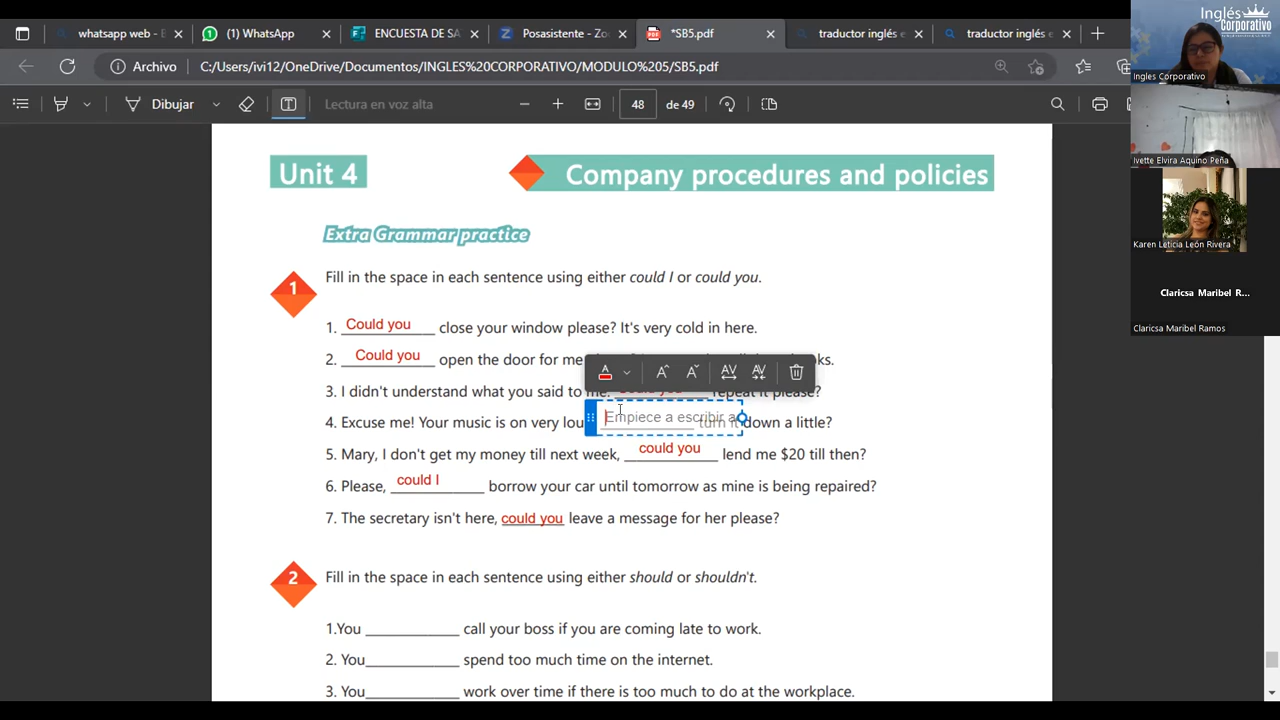 whatsapp web - B
(1) WhatsApp
ENCUESTA DE SA
Posasistente - Zoo
*SB5.pdf
traductor inglés e
traductor inglés e
Archivo
C:/Users/ivi12/OneDrive/Documentos/INGLES%20CORPORATIVO/MODULO%205/SB5.pdf
Dibujar
Lectura en voz alta
48
de 49
Inglés
Corporativo
Ingles Corporativo
Ivette Elvira Aquino Peña
Karen Leticia León Rivera
Claricsa Maribel R...
Claricsa Maribel Ramos
Unit 4
Company procedures and policies
Extra Grammar practice
1
Fill in the space in each sentence using either could I or could you.
1. Could you close your window please? It's very cold in here.
2. Could you open the door for me
3. I didn't understand what you said to me. could you repeat it please?
4. Excuse me! Your music is on very lou Empiece a escribir a turn it down a little?
5. Mary, I don't get my money till next week, could you lend me $20 till then?
6. Please, could I borrow your car until tomorrow as mine is being repaired?
7. The secretary isn't here, could you leave a message for her please?
2
Fill in the space in each sentence using either should or shouldn't.
1.You ____________ call your boss if you are coming late to work.
2. You____________ spend too much time on the internet.
3. You____________ work over time if there is too much to do at the workplace.